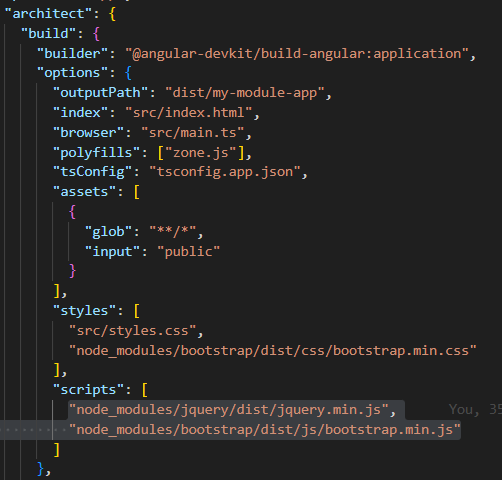 "architect": {
"build": {
"builder": "@angular-devkit/build-angular:application",
"options": {
"outputPath": "dist/my-module-app",
"index": "src/index.html",
"browser": "src/main.ts",
"polyfills": ["zone.js"],
"tsConfig": "tsconfig.app.json",
"assets": [
{
"glob": "**/*",
"input": "public"
}
],
"styles": [
"src/styles.css",
"node_modules/bootstrap/dist/css/bootstrap.min.css"
],
"scripts": [
"node_modules/jquery/dist/jquery.min.js", You, 35
"node_modules/bootstrap/dist/js/bootstrap.min.js"
]
},